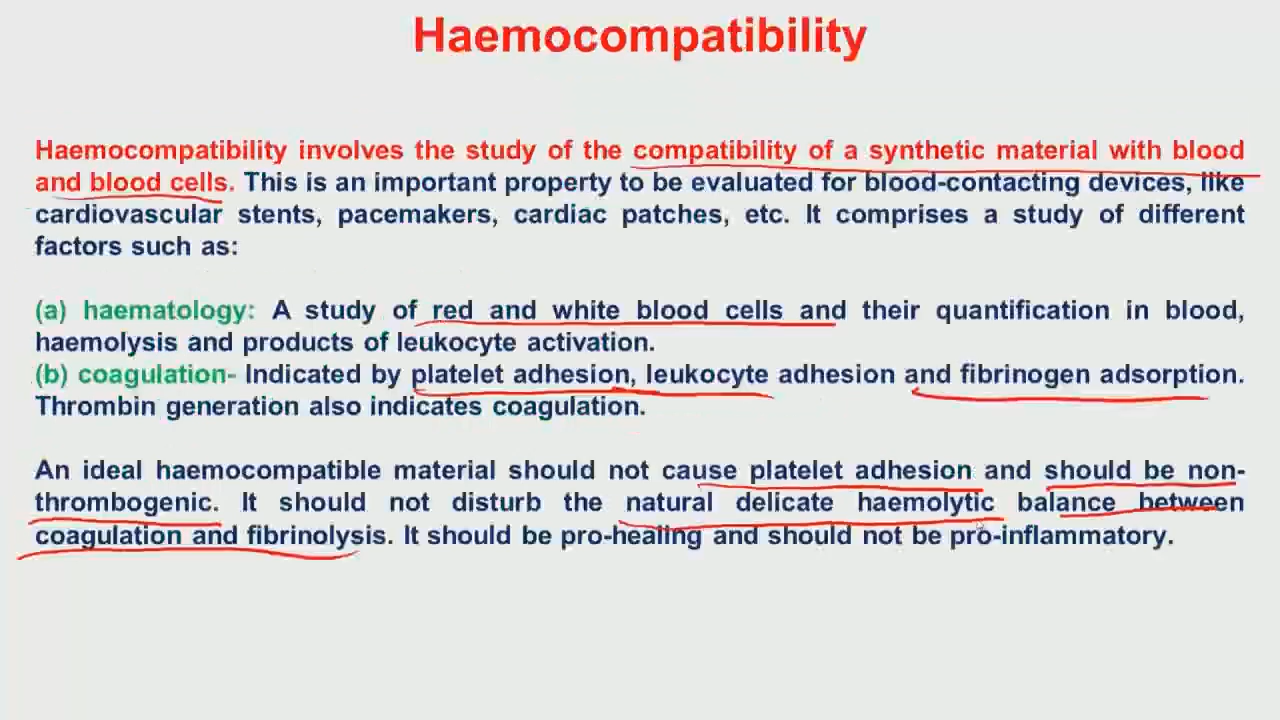 Haemocompatibility
Haemocompatibility involves the study of the compatibility of a synthetic material with blood
and blood cells. This is an important property to be evaluated for blood-contacting devices, like
cardiovascular stents, pacemakers, cardiac patches, etc. It comprises a study of different
factors such as:
(a) haematology: A study of red and white blood cells and their quantification in blood,
haemolysis and products of leukocyte activation.
(b) coagulation- Indicated by platelet adhesion, leukocyte adhesion and fibrinogen adsorption.
Thrombin generation also indicates coagulation.
An ideal haemocompatible material should not cause platelet adhesion and should be non-
thrombogenic. It should not disturb the natural delicate haemolytic balance between
coagulation and fibrinolysis. It should be pro-healing and should not be pro-inflammatory.